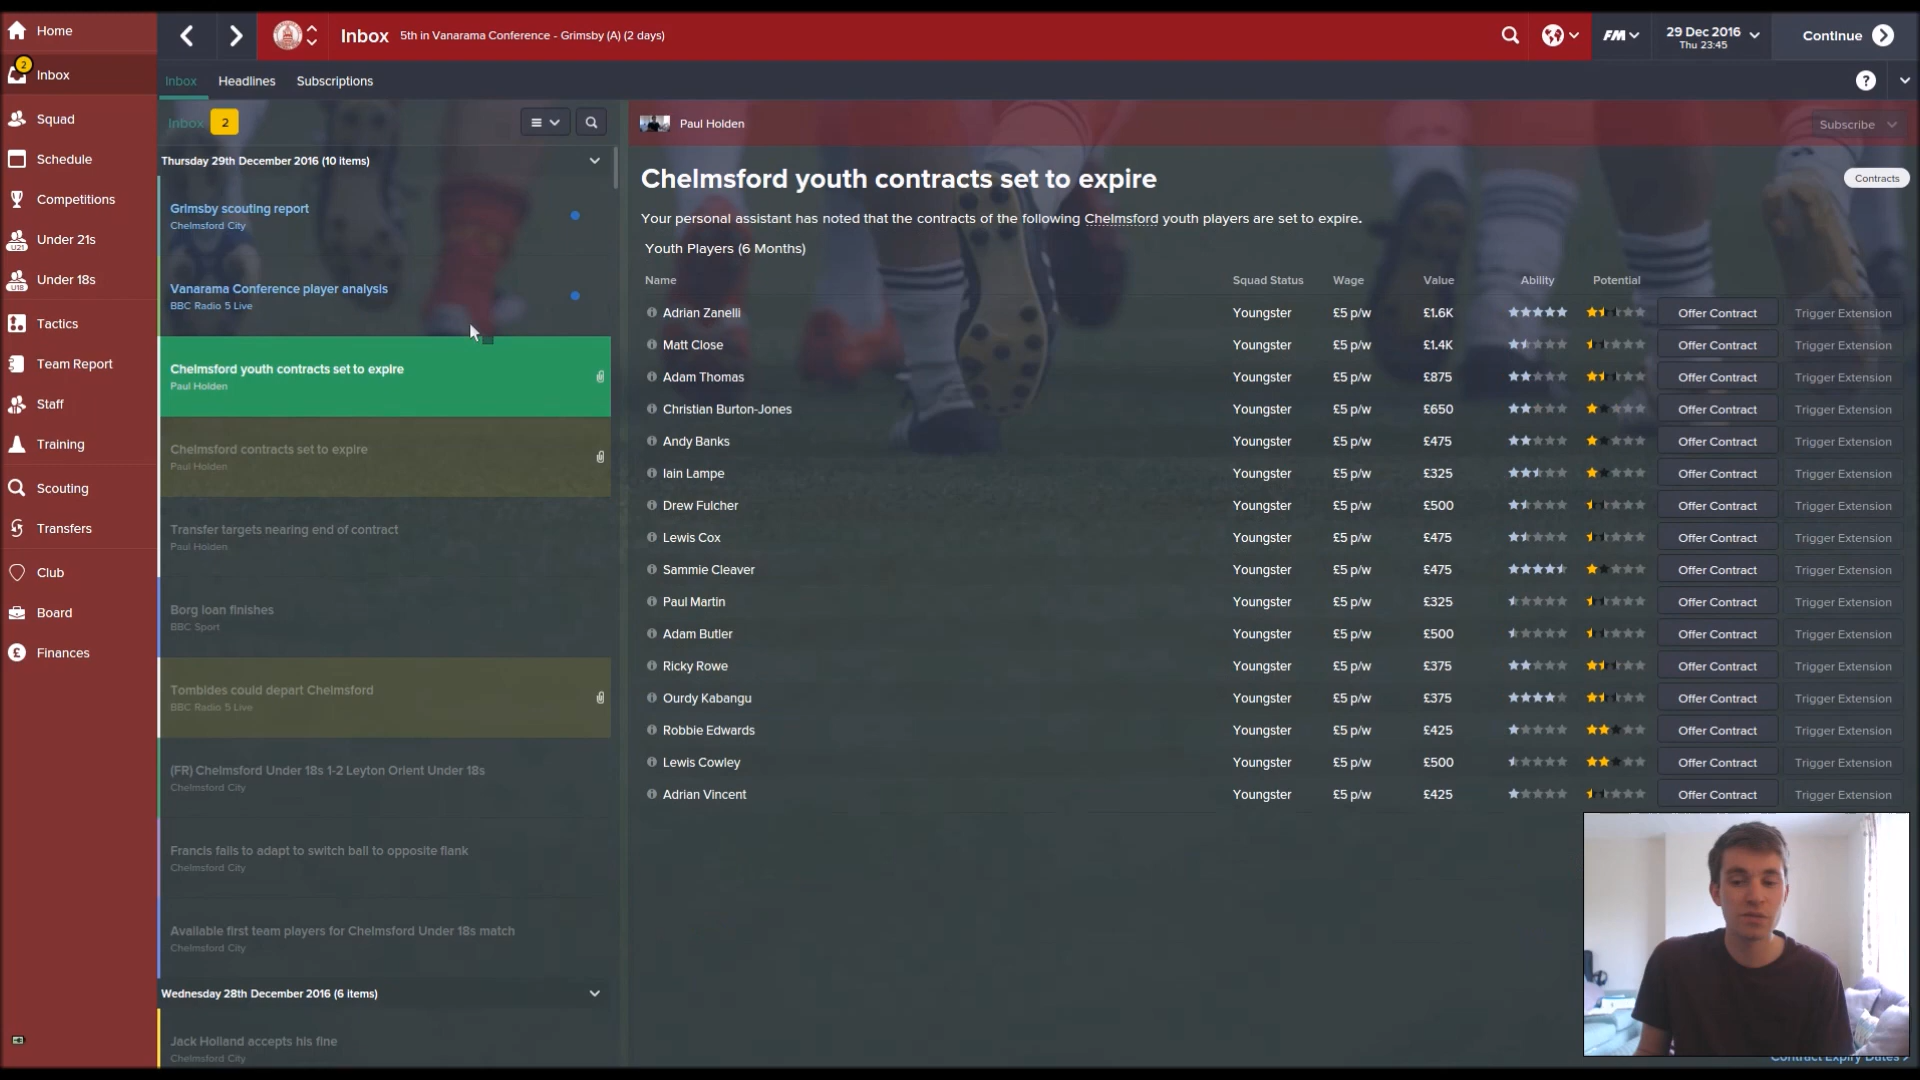 Home
2
Inbox
Squad
Schedule
Competitions
U21
Under 21s
U18
Under 18s
Tactics
Team Report
Staff
Training
Scouting
Transfers
Club
Board
Finances
Inbox
5th in Vanarama Conference - Grimsby (A) (2 days)
FM
29 Dec 2016
Thu 23:45
Continue
Inbox Headlines Subscriptions
?
Inbox 2
Thursday 29th December 2016 (10 items)
Grimsby scouting report
Chelmsford City
Vanarama Conference player analysis
BBC Radio 5 Live
Chelmsford youth contracts set to expire
Paul Holden
Chelmsford contracts set to expire
Paul Holden
Transfer targets nearing end of contract
Paul Holden
Borg loan finishes
BBC Sport
Tombides could depart Chelmsford
BBC Radio 5 Live
(FR) Chelmsford Under 18s 1-2 Leyton Orient Under 18s
Chelmsford City
Francis fails to adapt to switch ball to opposite flank
Chelmsford City
Available first team players for Chelmsford Under 18s match
Chelmsford City
Wednesday 28th December 2016 (6 items)
Jack Holland accepts his fine
Chelmsford City
Paul Holden
Subscribe
Chelmsford youth contracts set to expire
Contracts
Your personal assistant has noted that the contracts of the following Chelmsford youth players are set to expire.
Youth Players (6 Months)
Name Squad Status Wage Value Ability Potential
Adrian Zanelli Youngster £5 p/w £1.6K Offer Contract Trigger Extension
Matt Close Youngster £5 p/w £1.4K Offer Contract Trigger Extension
Adam Thomas Youngster £5 p/w £875 Offer Contract Trigger Extension
Christian Burton-Jones Youngster £5 p/w £650 Offer Contract Trigger Extension
Andy Banks Youngster £5 p/w £475 Offer Contract Trigger Extension
Iain Lampe Youngster £5 p/w £325 Offer Contract Trigger Extension
Drew Fulcher Youngster £5 p/w £500 Offer Contract Trigger Extension
Lewis Cox Youngster £5 p/w £475 Offer Contract Trigger Extension
Sammie Cleaver Youngster £5 p/w £475 Offer Contract Trigger Extension
Paul Martin Youngster £5 p/w £325 Offer Contract Trigger Extension
Adam Butler Youngster £5 p/w £500 Offer Contract Trigger Extension
Ricky Rowe Youngster £5 p/w £375 Offer Contract Trigger Extension
Ourdy Kabangu Youngster £5 p/w £375 Offer Contract Trigger Extension
Robbie Edwards Youngster £5 p/w £425 Offer Contract Trigger Extension
Lewis Cowley Youngster £5 p/w £500 Offer Contract Trigger Extension
Adrian Vincent Youngster £5 p/w £425 Offer Contract Trigger Extension
Contract Expiry Dates >